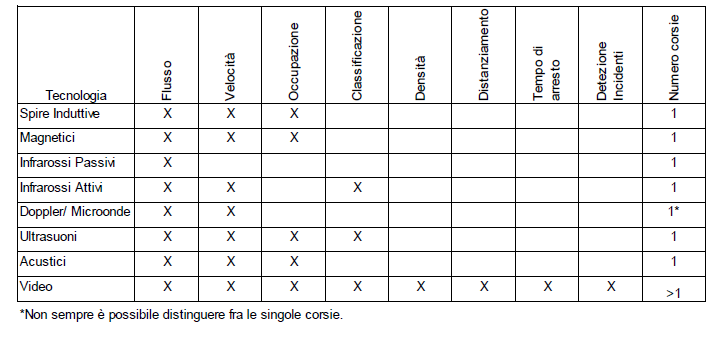 Tecnologia Flusso Velocità Occupazione Classificazione Densità Distanziamento Tempo di arresto Detezione Incidenti Numero corsie
Spire Induttive X X X 1
Magnetici X X X 1
Infrarossi Passivi X 1
Infrarossi Attivi X X X 1
Doppler/ Microonde X X 1*
Ultrasuoni X X X X 1
Acustici X X X 1
Video X X X X X X X X >1
*Non sempre è possibile distinguere fra le singole corsie.